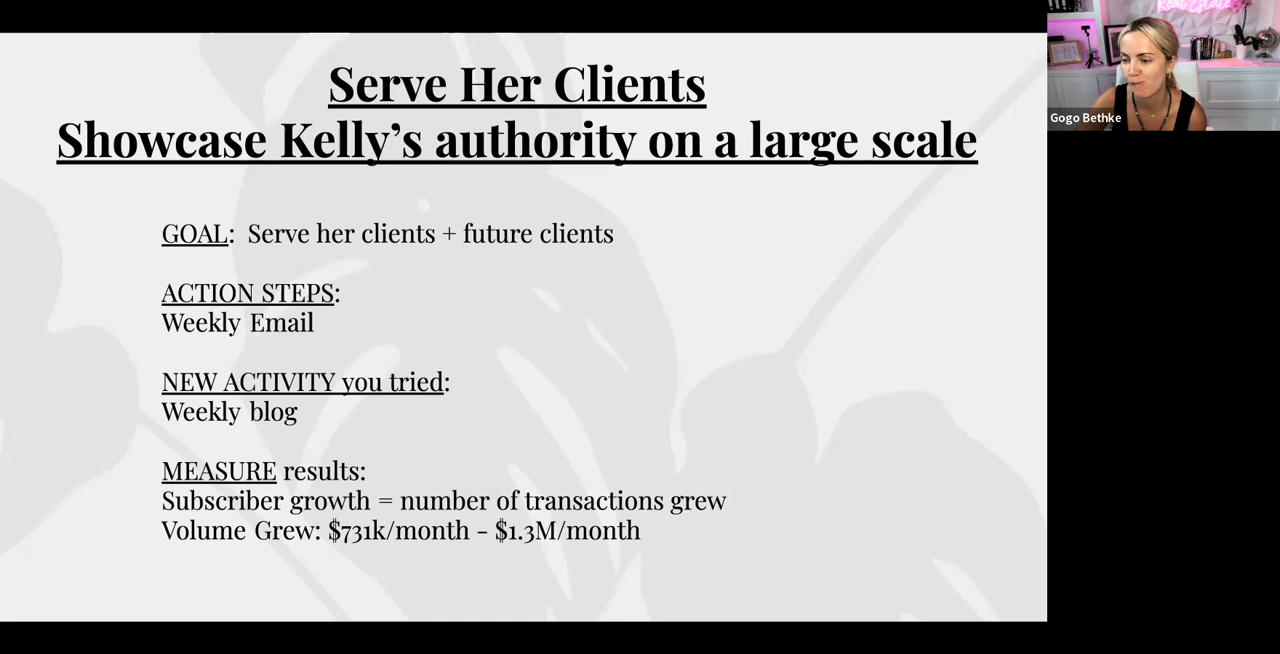 Serve Her Clients
Showcase Kelly’s authority on a large scale
GOAL: Serve her clients + future clients
ACTION STEPS:
Weekly Email
NEW ACTIVITY you tried:
Weekly blog
MEASURE results:
Subscriber growth = number of transactions grew
Volume Grew: $731k/month - $1.3M/month
Real Estate
Gogo Bethke